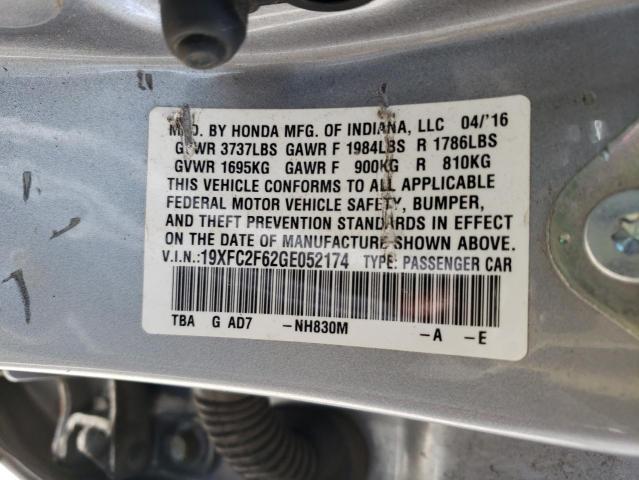 MFD. BY HONDA MFG. OF INDIANA, LLC 04/'16
GVWR 3737LBS GAWR F 1984LBS R 1786LBS
GVWR 1695KG GAWR F 900KG R 810KG
THIS VEHICLE CONFORMS TO ALL APPLICABLE
FEDERAL MOTOR VEHICLE SAFETY, BUMPER,
AND THEFT PREVENTION STANDARDS IN EFFECT
ON THE DATE OF MANUFACTURE SHOWN ABOVE.
V.I.N.:19XFC2F62GE052174 TYPE: PASSENGER CAR
TBA G AD7 -NH830M -A -E